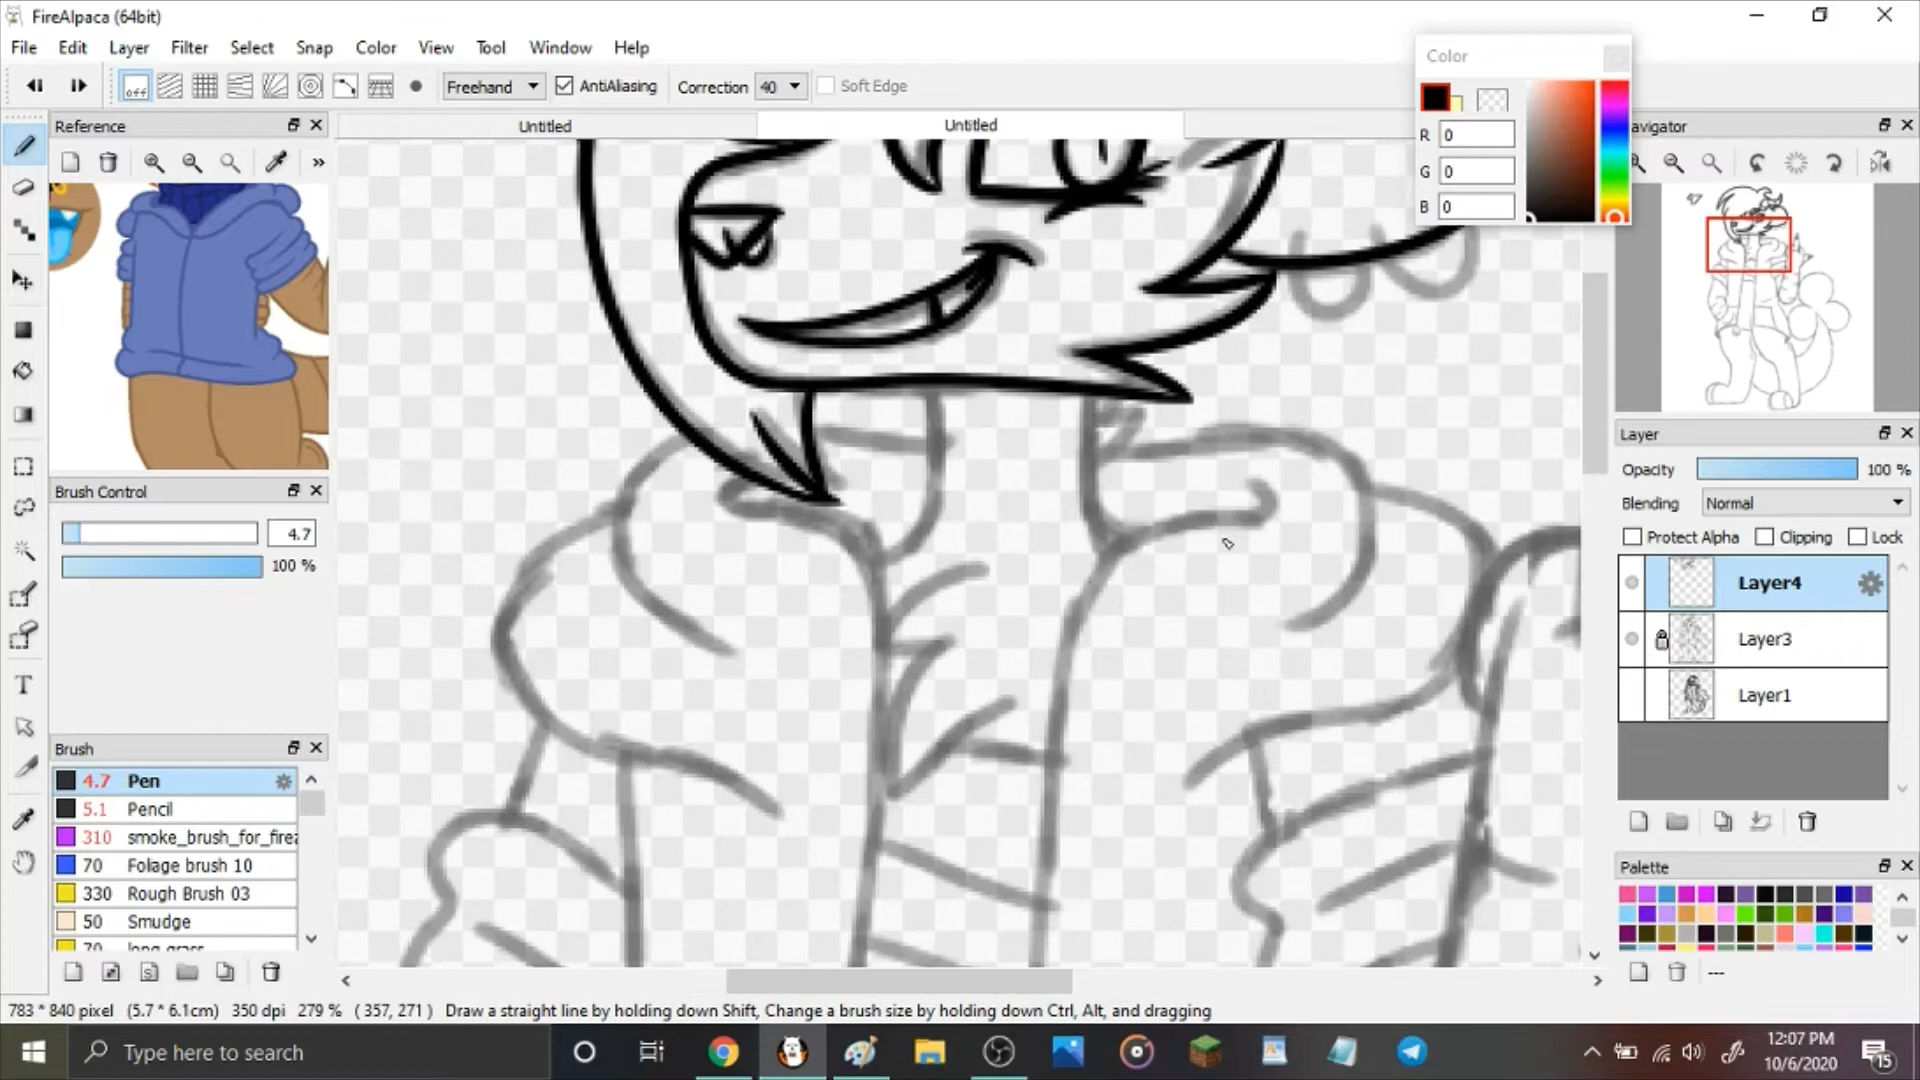 FireAlpaca (64bit)
File Edit Layer Filter Select Snap Color View Tool Window Help
off Freehand AntiAliasing Correction 40 Soft Edge
Color
R 0
G 0
B 0
Reference
Untitled Untitled
avigator
Brush Control
4.7
100 %
Brush
4.7 Pen
5.1 Pencil
310 smoke_brush_for_firea
70 Foliage brush 10
330 Rough Brush 03
50 Smudge
70 long grass
Layer
Opacity 100 %
Blending Normal
Protect Alpha Clipping Lock
Layer4
Layer3
Layer1
Palette
---
783 * 840 pixel (5.7 * 6.1cm) 350 dpi 279 % ( 357, 271 ) Draw a straight line by holding down Shift, Change a brush size by holding down Ctrl, Alt, and dragging
Type here to search
12:07 PM
10/6/2020
15